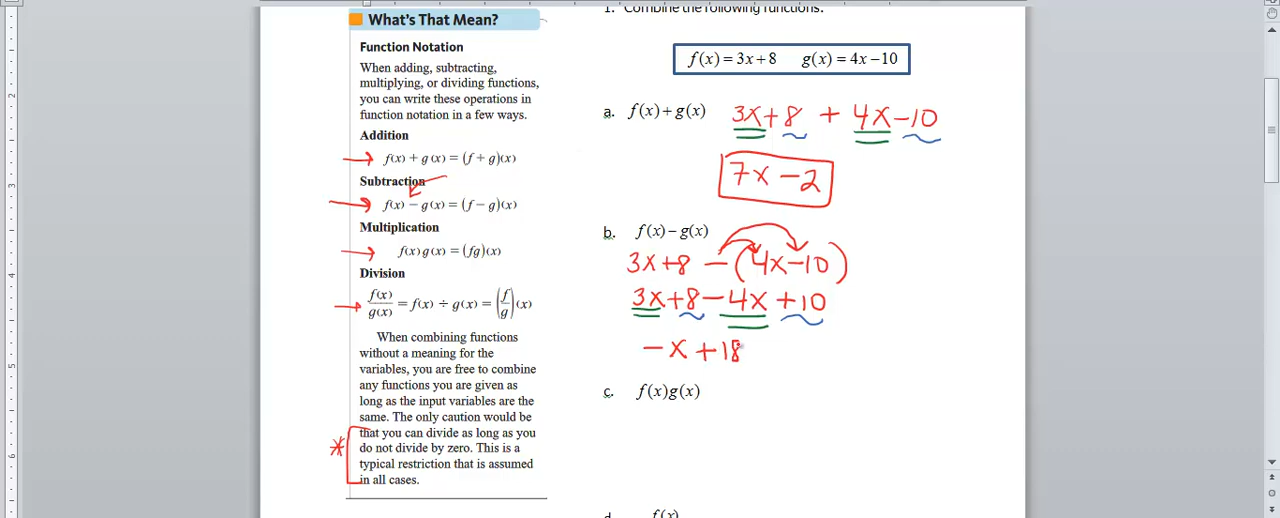 What's That Mean?
Function Notation
When adding, subtracting,
multiplying, or dividing functions,
you can write these operations in
function notation in a few ways.
Addition
f(x) + g(x) = (f + g)(x)
Subtraction
f(x) − g(x) = (f − g)(x)
Multiplication
f(x)g(x) = (fg)(x)
Division
f(x)/g(x) = f(x) ÷ g(x) = (f/g)(x)
When combining functions
without a meaning for the
variables, you are free to combine
any functions you are given as
long as the input variables are the
same. The only caution would be
that you can divide as long as you
do not divide by zero. This is a
typical restriction that is assumed
in all cases.
1. Combine the following functions.
f(x) = 3x + 8 g(x) = 4x − 10
a. f(x) + g(x) 3x + 8 + 4x − 10
7x − 2
b. f(x) − g(x)
3x + 8 − (4x − 10)
3x + 8 − 4x + 10
− x + 18
c. f(x)g(x)
d. f(x)
2
3
4
5
6